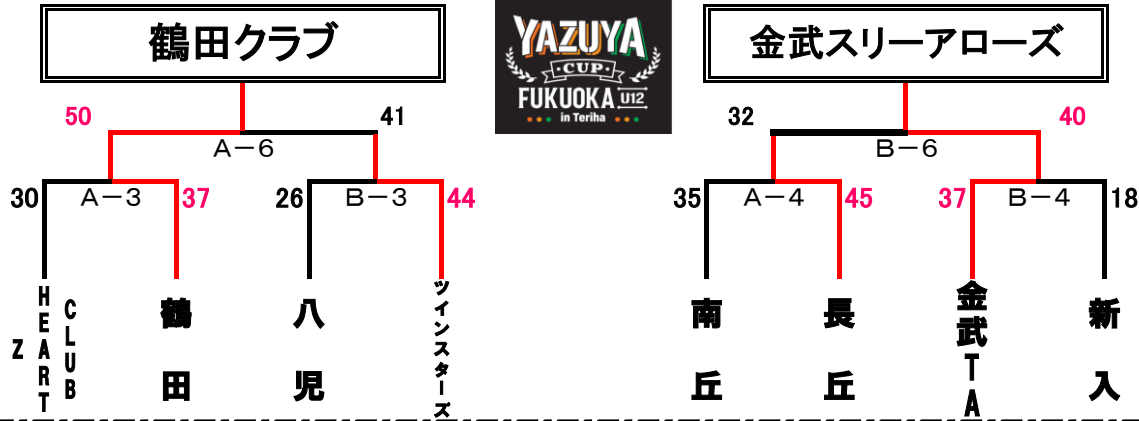 鶴田クラブ
YAZUYA
CUP
FUKUOKA U12
in Teriha
金武スリーアローズ
50
41
32
40
A－6
B－6
30
A－3
37
26
B－3
44
35
A－4
45
37
B－4
18
CLUB
HEART
Z
鶴田
八児
ツインスターズ
南丘
長丘
金武TA
新入